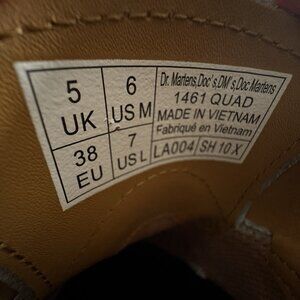 5 UK
6 US M
38 EU
7 US L
Dr. Martens, Doc's, DM's, Doc Martens
1461 QUAD
MADE IN VIETNAM
Fabriqué en Vietnam
LA004 SH 10.X